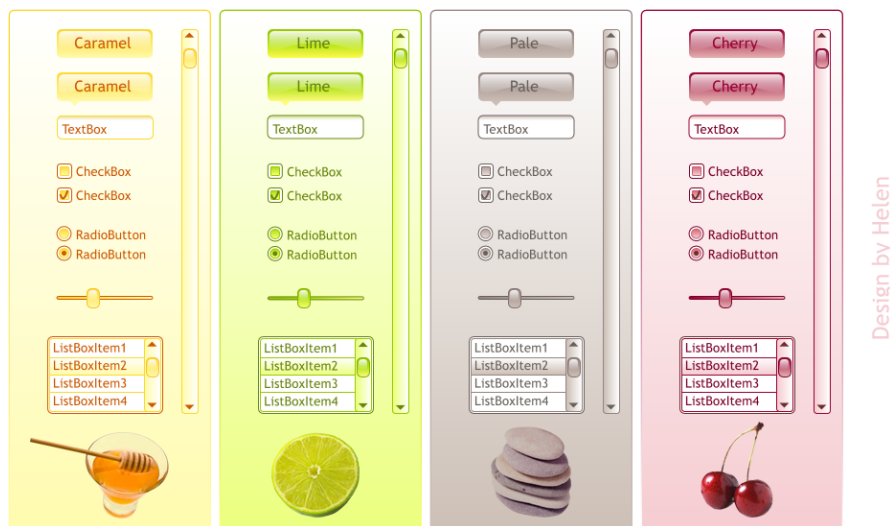 Caramel
Caramel
TextBox
CheckBox
CheckBox
RadioButton
RadioButton
ListBoxItem1
ListBoxItem2
ListBoxItem3
ListBoxItem4
Lime
Lime
TextBox
CheckBox
CheckBox
RadioButton
RadioButton
ListBoxItem1
ListBoxItem2
ListBoxItem3
ListBoxItem4
Pale
Pale
TextBox
CheckBox
CheckBox
RadioButton
RadioButton
ListBoxItem1
ListBoxItem2
ListBoxItem3
ListBoxItem4
Cherry
Cherry
TextBox
CheckBox
CheckBox
RadioButton
RadioButton
ListBoxItem1
ListBoxItem2
ListBoxItem3
ListBoxItem4
Design by Helen